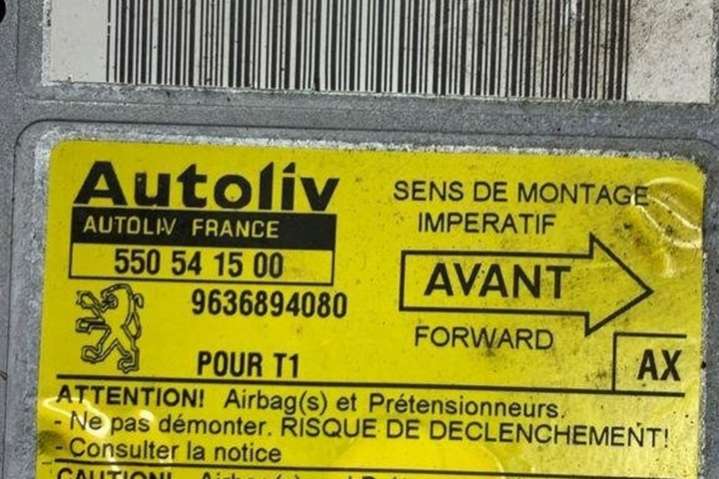 Autoliv
AUTOLIV FRANCE
550 54 15 00
9636894080
POUR T1
SENS DE MONTAGE
IMPERATIF
AVANT
FORWARD
AX
ATTENTION! Airbag(s) et Prétensionneurs.
- Ne pas démonter. RISQUE DE DECLENCHEMENT!
- Consulter la notice
CAUTION!